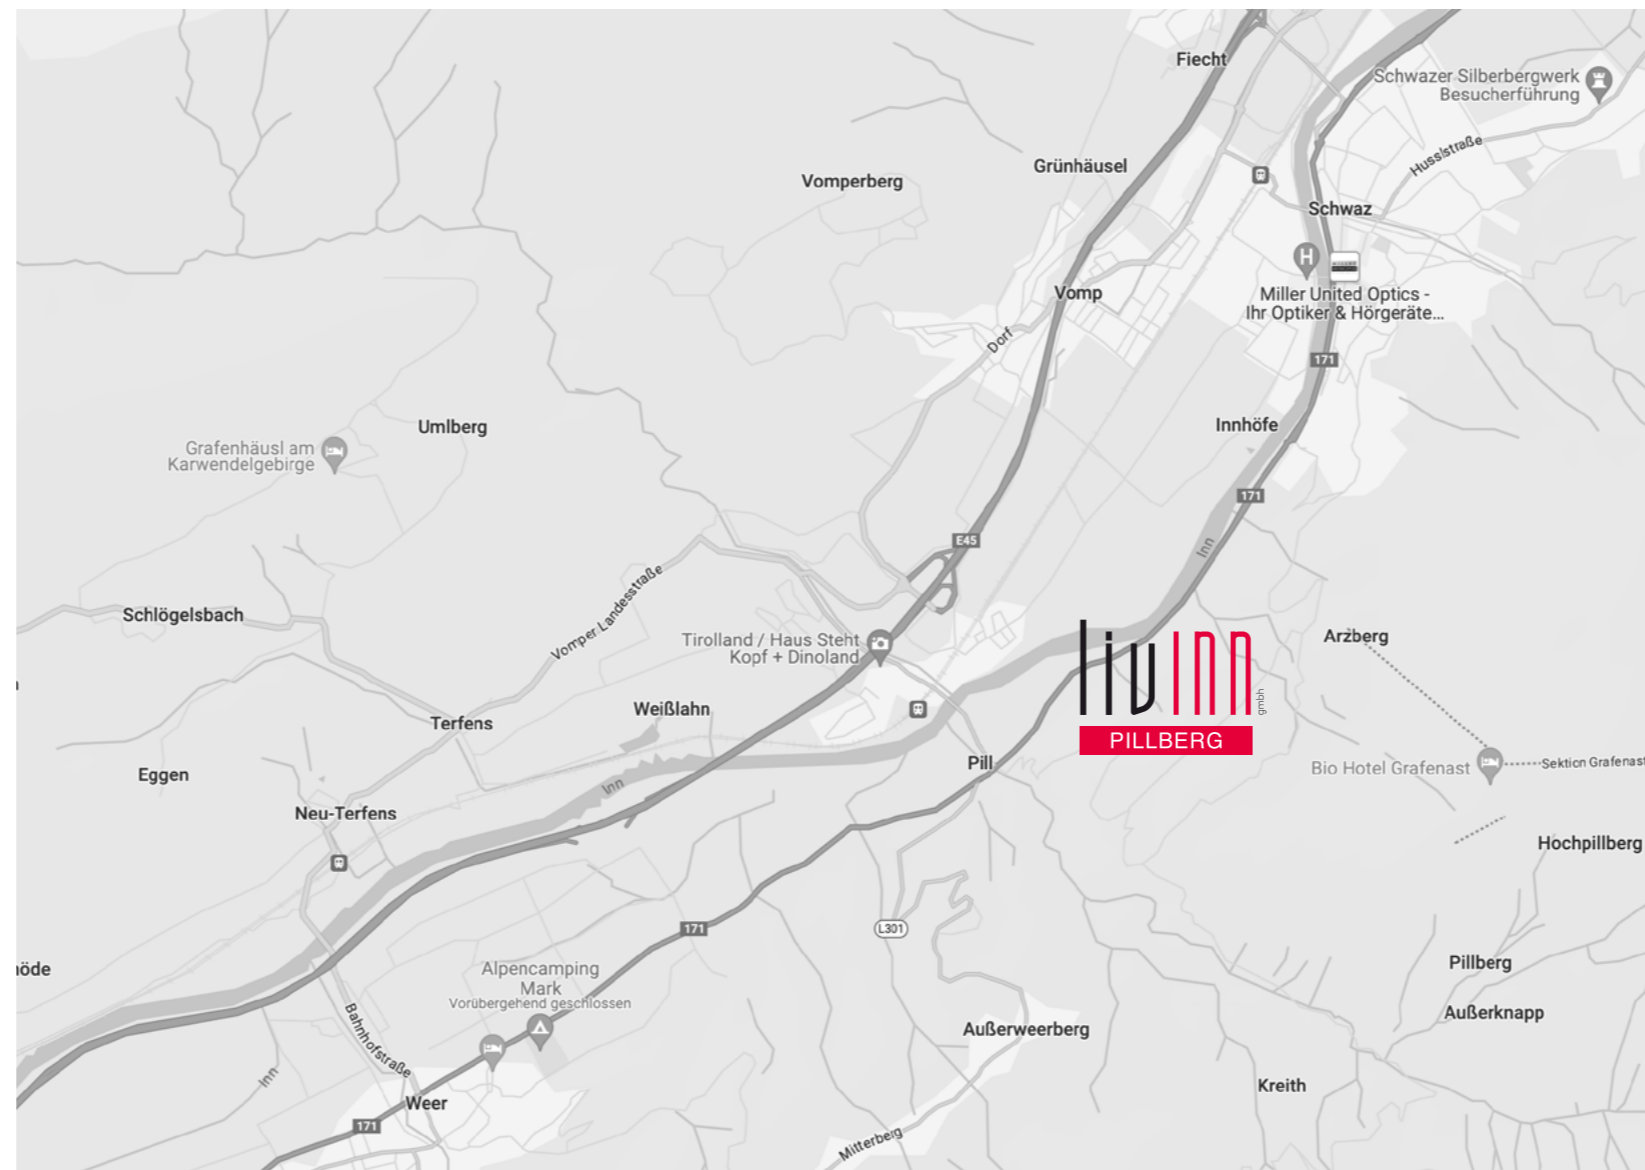 Fiecht
Schwazer Silberbergwerk
Besucherführung
Husslstraße
Grünhäusel
Vomperberg
Schwaz
H
Vomp
Miller United Optics -
Ihr Optiker & Hörgeräte...
Dorf
171
Umlberg
Innhöfe
Grafenhäusl am
Karwendelgebirge
171
E45
Inn
Vomper Landesstraße
Schlögelsbach
Tirolland / Haus Steht
Kopf + Dinoland
livINN
gmbh
PILLBERG
Arzberg
Weißlahn
Terfens
Pill
Bio Hotel Grafenast
Sektion Grafenast
Eggen
Inn
Neu-Terfens
Hochpillberg
171
L301
Pillberg
öde
Alpencamping
Mark
Vorübergehend geschlossen
Außerknapp
Bahnhofstraße
Außerweerberg
Inn
Kreith
Weer
171
Mitterberg